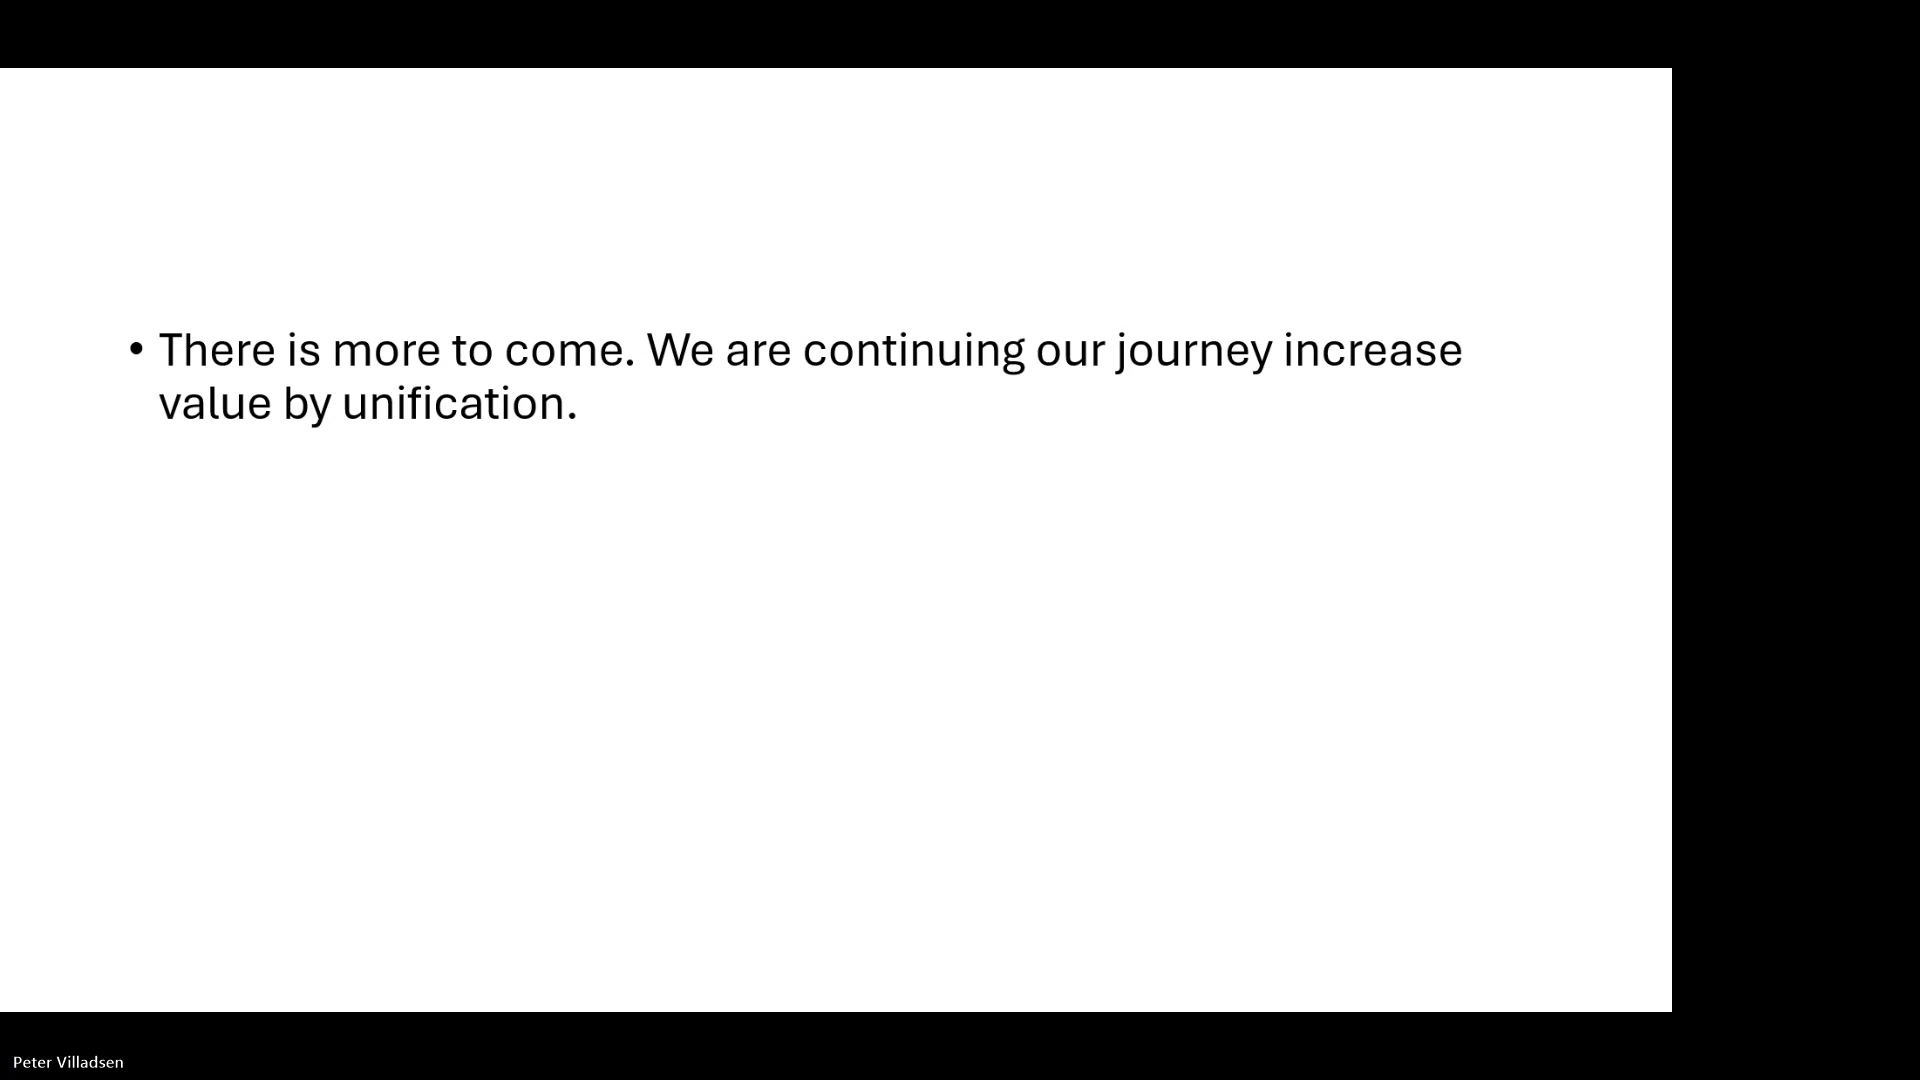 • There is more to come. We are continuing our journey increase
value by unification.
Peter Villadsen